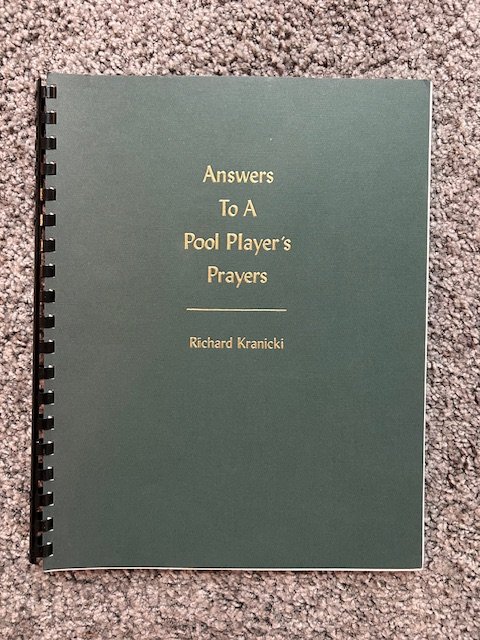 Answers
To A
Pool Player's
Prayers
Richard Kranicki